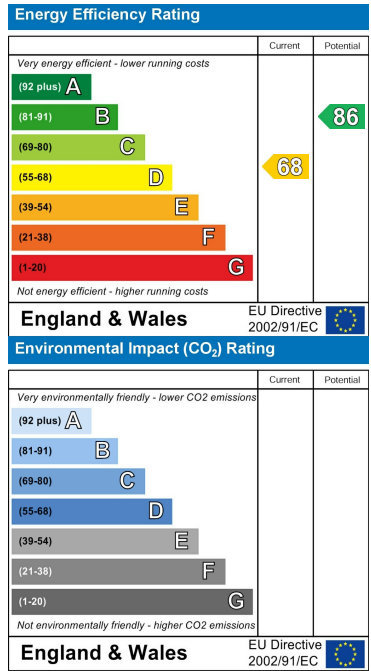 Energy Efficiency Rating
Current Potential
Very energy efficient - lower running costs
(92 plus) A
(81-91) B
86
(69-80) C
68
(55-68) D
(39-54) E
(21-38) F
(1-20) G
Not energy efficient - higher running costs
England & Wales
EU Directive
2002/91/EC
Environmental Impact (CO₂) Rating
Current Potential
Very environmentally friendly - lower CO2 emissions
(92 plus) A
(81-91) B
(69-80) C
(55-68) D
(39-54) E
(21-38) F
(1-20) G
Not environmentally friendly - higher CO2 emissions
England & Wales
EU Directive
2002/91/EC